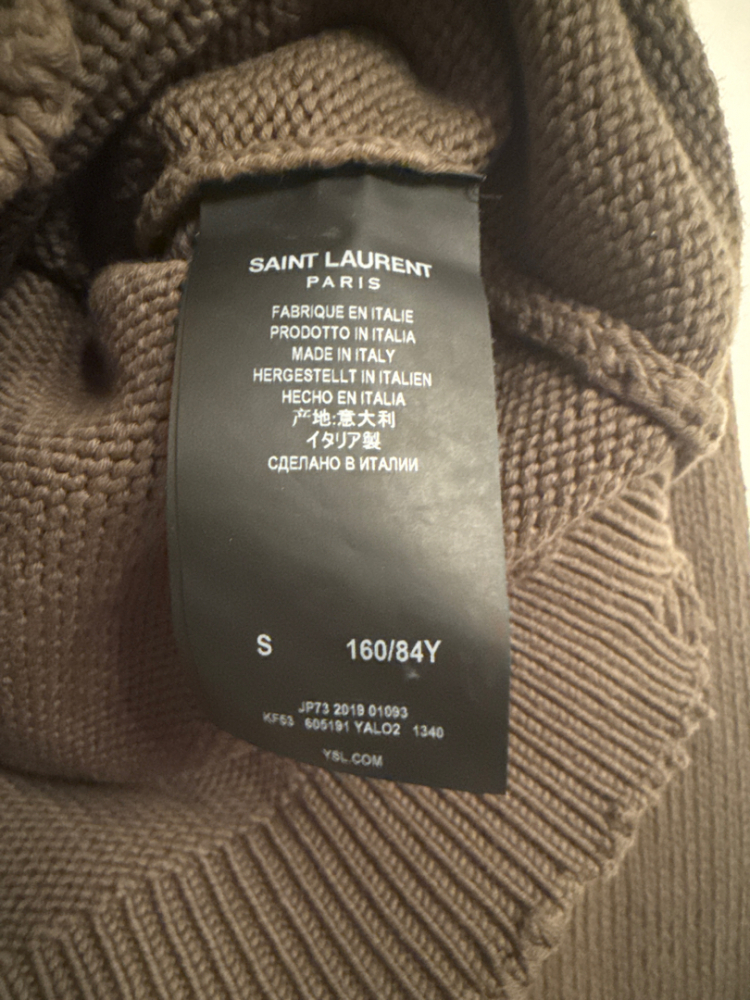 SAINT LAURENT
PARIS
FABRIQUE EN ITALIE
PRODOTTO IN ITALIA
MADE IN ITALY
HERGESTELLT IN ITALIEN
HECHO EN ITALIA
产地:意大利
イタリア製
СДЕЛАНО В ИТАЛИИ
S 160/84Y
JP73 2019 01093
KF53 605191 YALO2 1340
YSL.COM